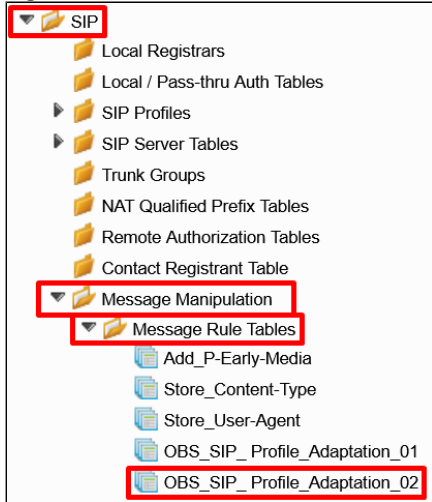 SIP
Local Registrars
Local / Pass-thru Auth Tables
SIP Profiles
SIP Server Tables
Trunk Groups
NAT Qualified Prefix Tables
Remote Authorization Tables
Contact Registrant Table
Message Manipulation
Message Rule Tables
Add_P-Early-Media
Store_Content-Type
Store_User-Agent
OBS_SIP_ Profile_Adaptation_01
OBS_SIP_ Profile_Adaptation_02